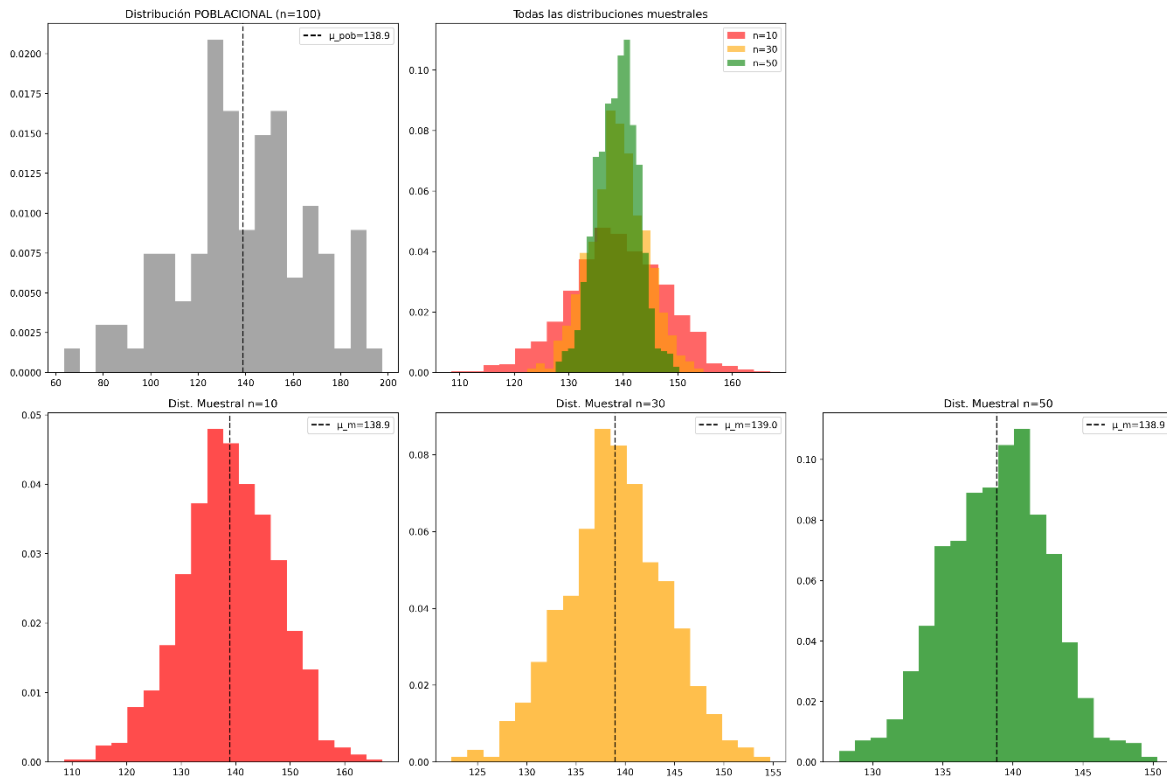 Distribución POBLACIONAL (n=100)
μ_pob=138.9
0.0200
0.0175
0.0150
0.0125
0.0100
0.0075
0.0050
0.0025
0.0000
60 80 100 120 140 160 180 200
Todas las distribuciones muestrales
n=10
n=30
n=50
0.10
0.08
0.06
0.04
0.02
0.00
110 120 130 140 150 160
Dist. Muestral n=10
μ_m=138.9
0.05
0.04
0.03
0.02
0.01
0.00
110 120 130 140 150 160
Dist. Muestral n=30
μ_m=139.0
0.08
0.06
0.04
0.02
0.00
125 130 135 140 145 150 155
Dist. Muestral n=50
μ_m=138.9
0.10
0.08
0.06
0.04
0.02
0.00
130 135 140 145 150